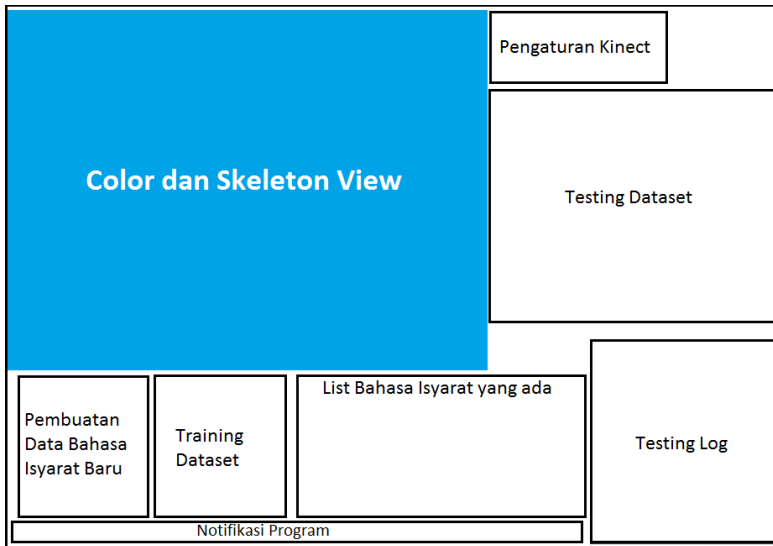 Pengaturan Kinect
Color dan Skeleton View
Testing Dataset
List Bahasa Isyarat yang ada
Pembuatan
Data Bahasa
Isyarat Baru
Training
Dataset
Testing Log
Notifikasi Program